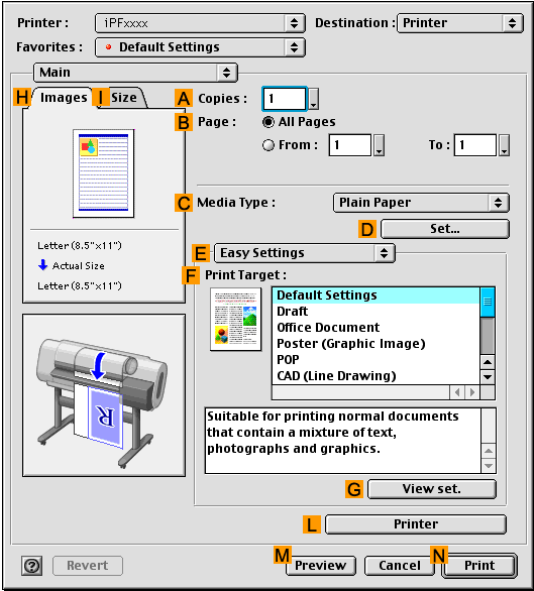 Printer : iPFxxxx Destination : Printer
Favorites : Default Settings
Main
H Images I Size
A Copies : 1
B Page : All Pages
From : 1 To : 1
C Media Type : Plain Paper
D Set...
Letter (8.5"x11")
Actual Size
Letter (8.5"x11")
E Easy Settings
F Print Target :
Default Settings
Draft
Office Document
Poster (Graphic Image)
POP
CAD (Line Drawing)
R
Suitable for printing normal documents
that contain a mixture of text,
photographs and graphics.
G View set.
L Printer
? Revert M Preview Cancel N Print